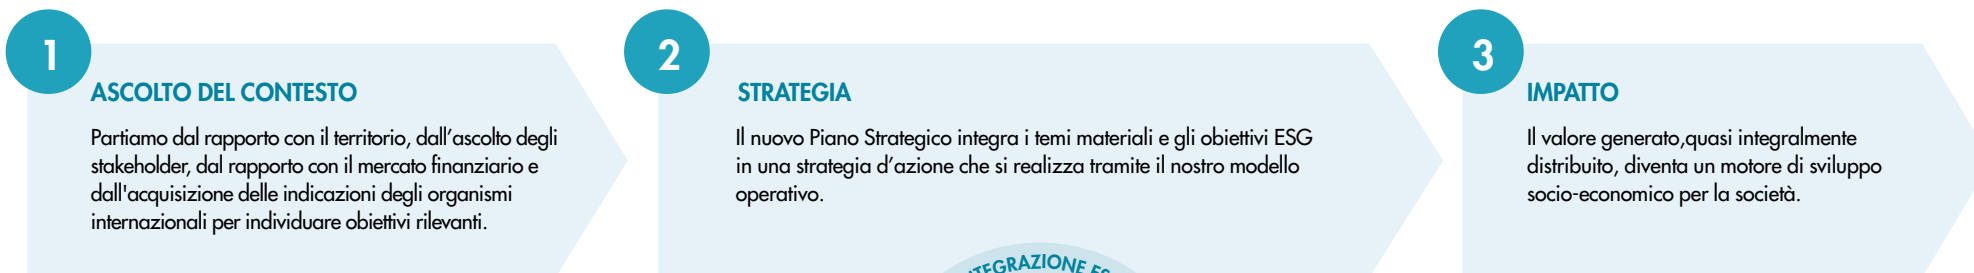 1
ASCOLTO DEL CONTESTO
Partiamo dal rapporto con il territorio, dall'ascolto degli
stakeholder, dal rapporto con il mercato finanziario e
dall'acquisizione delle indicazioni degli organismi
internazionali per individuare obiettivi rilevanti.
2
STRATEGIA
Il nuovo Piano Strategico integra i temi materiali e gli obiettivi ESG
in una strategia d'azione che si realizza tramite il nostro modello
operativo.
3
IMPATTO
Il valore generato,quasi integralmente
distribuito, diventa un motore di sviluppo
socio-economico per la società.